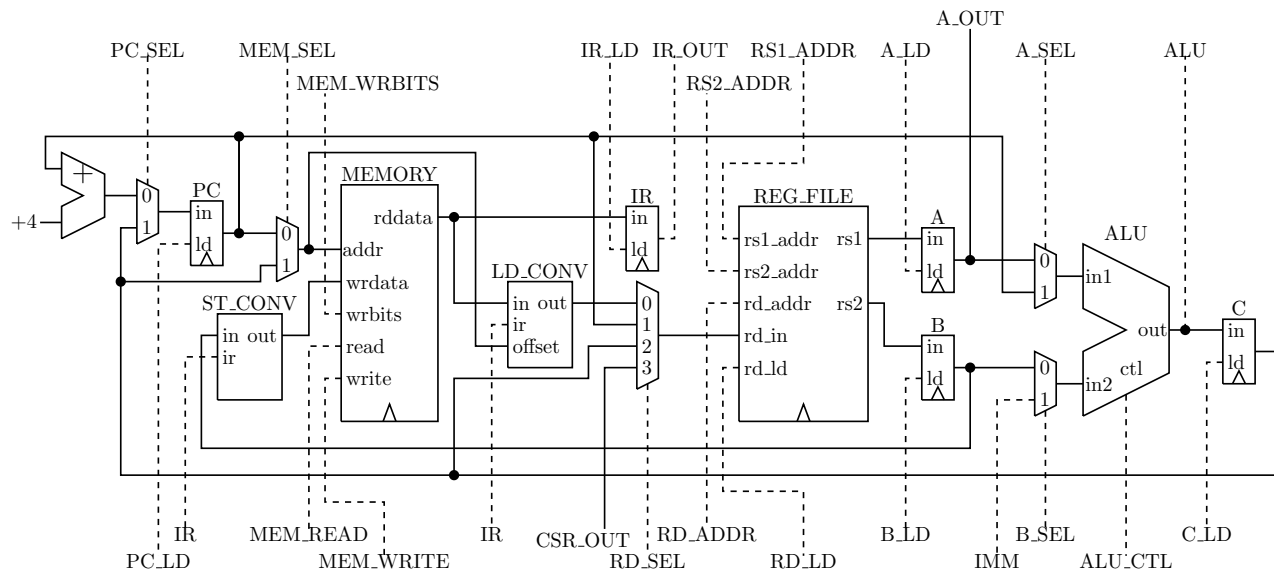 A_OUT
PC_SEL MEM_SEL IR_LD IR_OUT RS1_ADDR A_LD A_SEL ALU
MEM_WRBITS RS2_ADDR
MEMORY
+
PC IR REG_FILE
0 in rddata in
+4 1 A ALU
ld 0 addr ld rs1_addr rs1 in 0
1 LD_CONV rs2_addr ld in1
wrdata 0 1
ST_CONV in out rd_addr rs2 C
in out wrbits ir 1 B out in
ir read offset 2 rd_in in
write 3 rd_ld ld 0 ctl ld
1 in2
IR MEM_READ IR CSR_OUT RD_ADDR B_LD B_SEL C_LD
PC_LD MEM_WRITE RD_SEL RD_LD IMM ALU_CTL